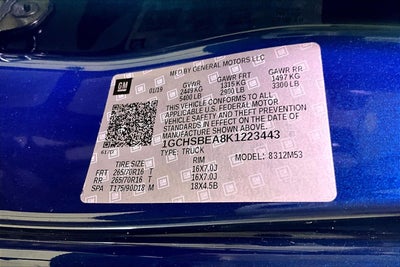 MFD BY GENERAL MOTORS LLC
GM
01/19
GVWR GAWR FRT GAWR RR
2449 KG 1315 KG 1497 KG
5400 LB 2900 LB 3300 LB
THIS VEHICLE CONFORMS TO ALL
APPLICABLE U.S. FEDERAL MOTOR
VEHICLE SAFETY AND THEFT PREVENTION
STANDARDS IN EFFECT ON THE DATE OF
MANUFACTURE SHOWN ABOVE.
1GCHSBEA8K1223443
TYPE: TRUCK MODEL: 8312M53
TIRE SIZE RIM
FRT 265/70R16 T 16X7.0J
RR 265/70R16 T 16X7.0J
SPA T175/90D18 M 18X4.5B